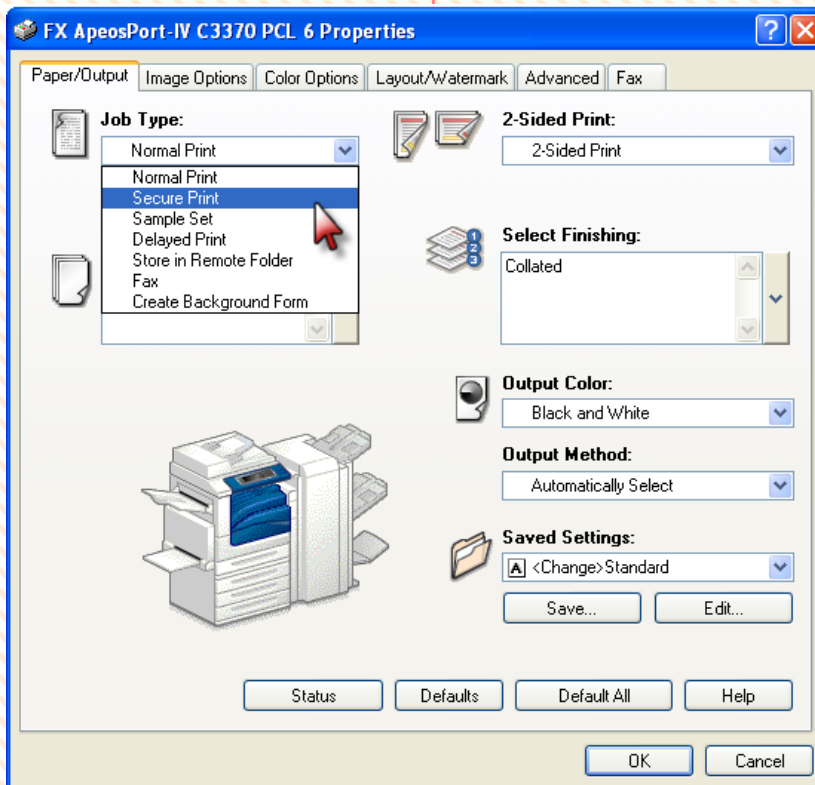 FX ApeosPort-IV C3370 PCL 6 Properties
Paper/Output
Image Options
Color Options
Layout/Watermark
Advanced
Fax
Job Type:
Normal Print
Normal Print
Secure Print
Sample Set
Delayed Print
Store in Remote Folder
Fax
Create Background Form
2-Sided Print:
2-Sided Print
Select Finishing:
1
2
3
Collated
Output Color:
Black and White
Output Method:
Automatically Select
Saved Settings:
A <Change>Standard
Save...
Edit...
Status
Defaults
Default All
Help
OK
Cancel